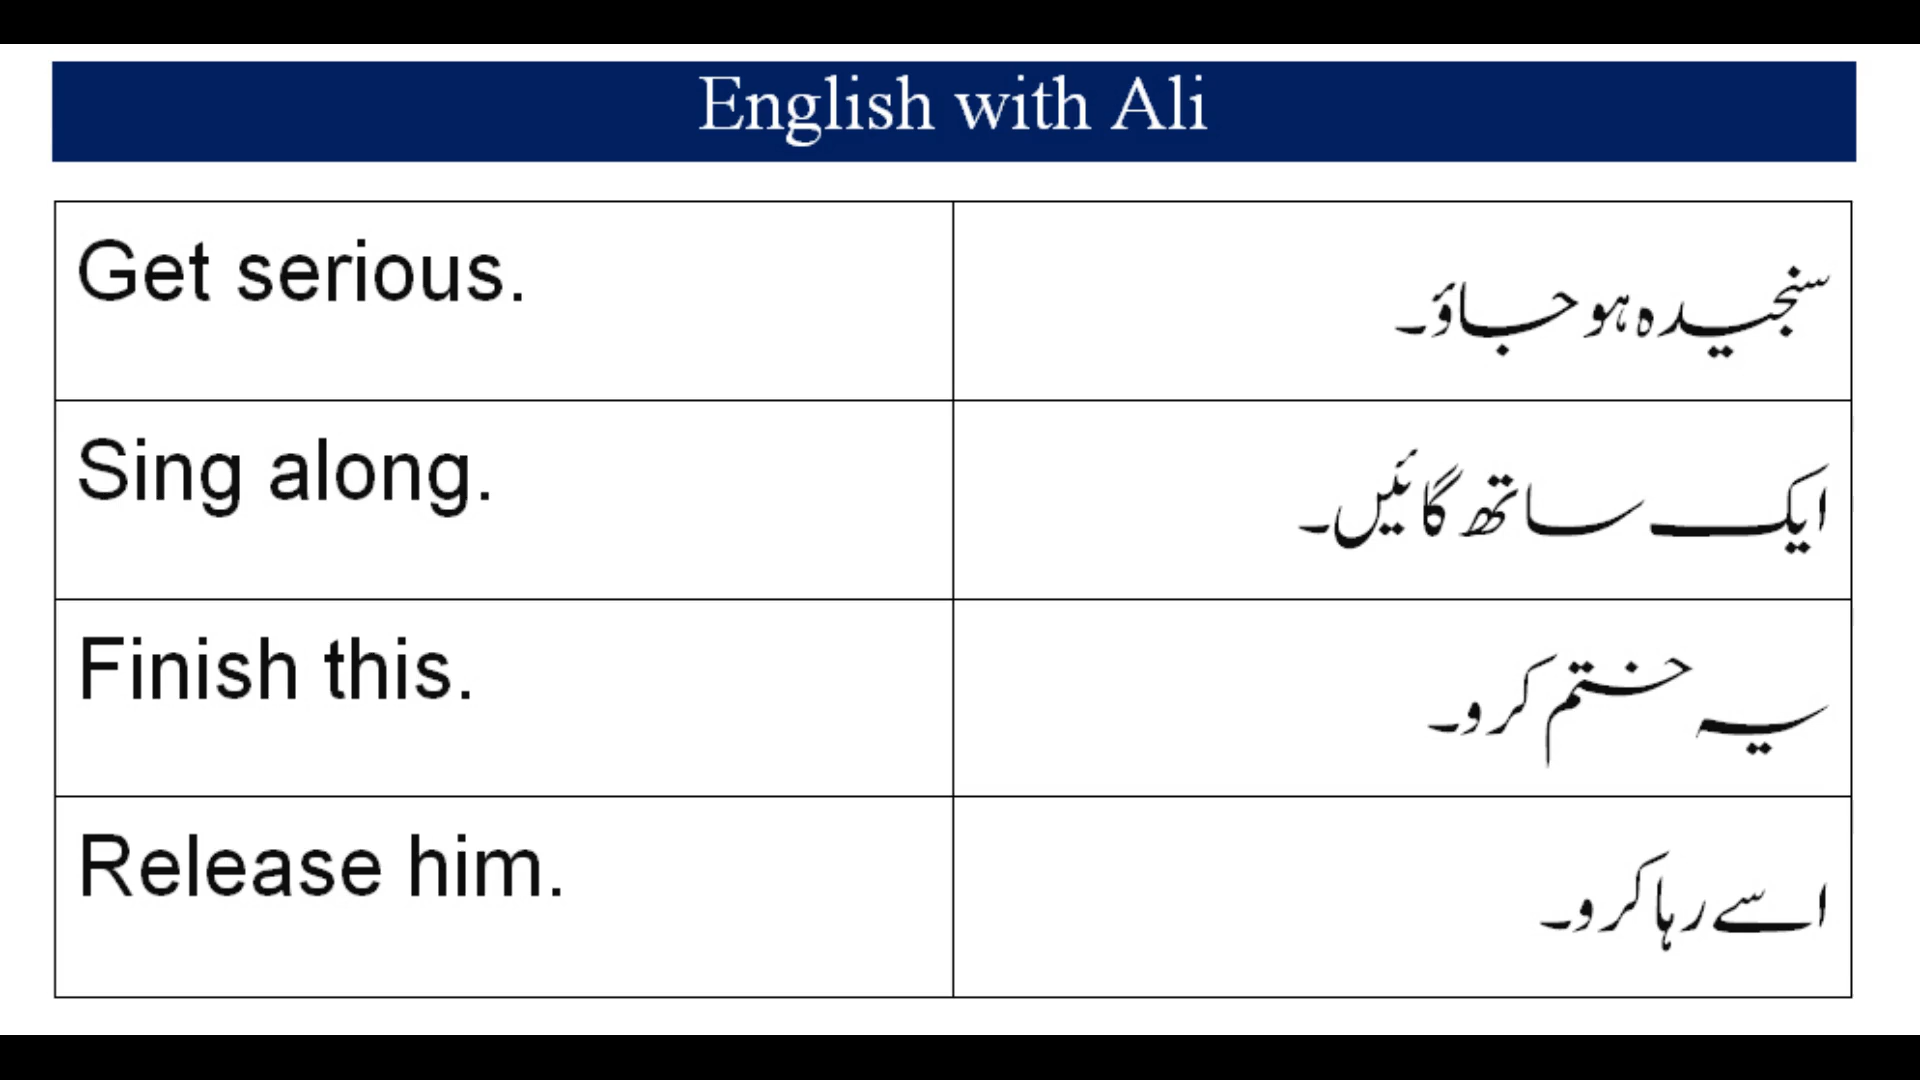 English with Ali
Get serious.
سنجیدہ ہو جاؤ۔
Sing along.
ایک ساتھ گائیں۔
Finish this.
یہ ختم کرو۔
Release him.
اسے رہا کرو۔